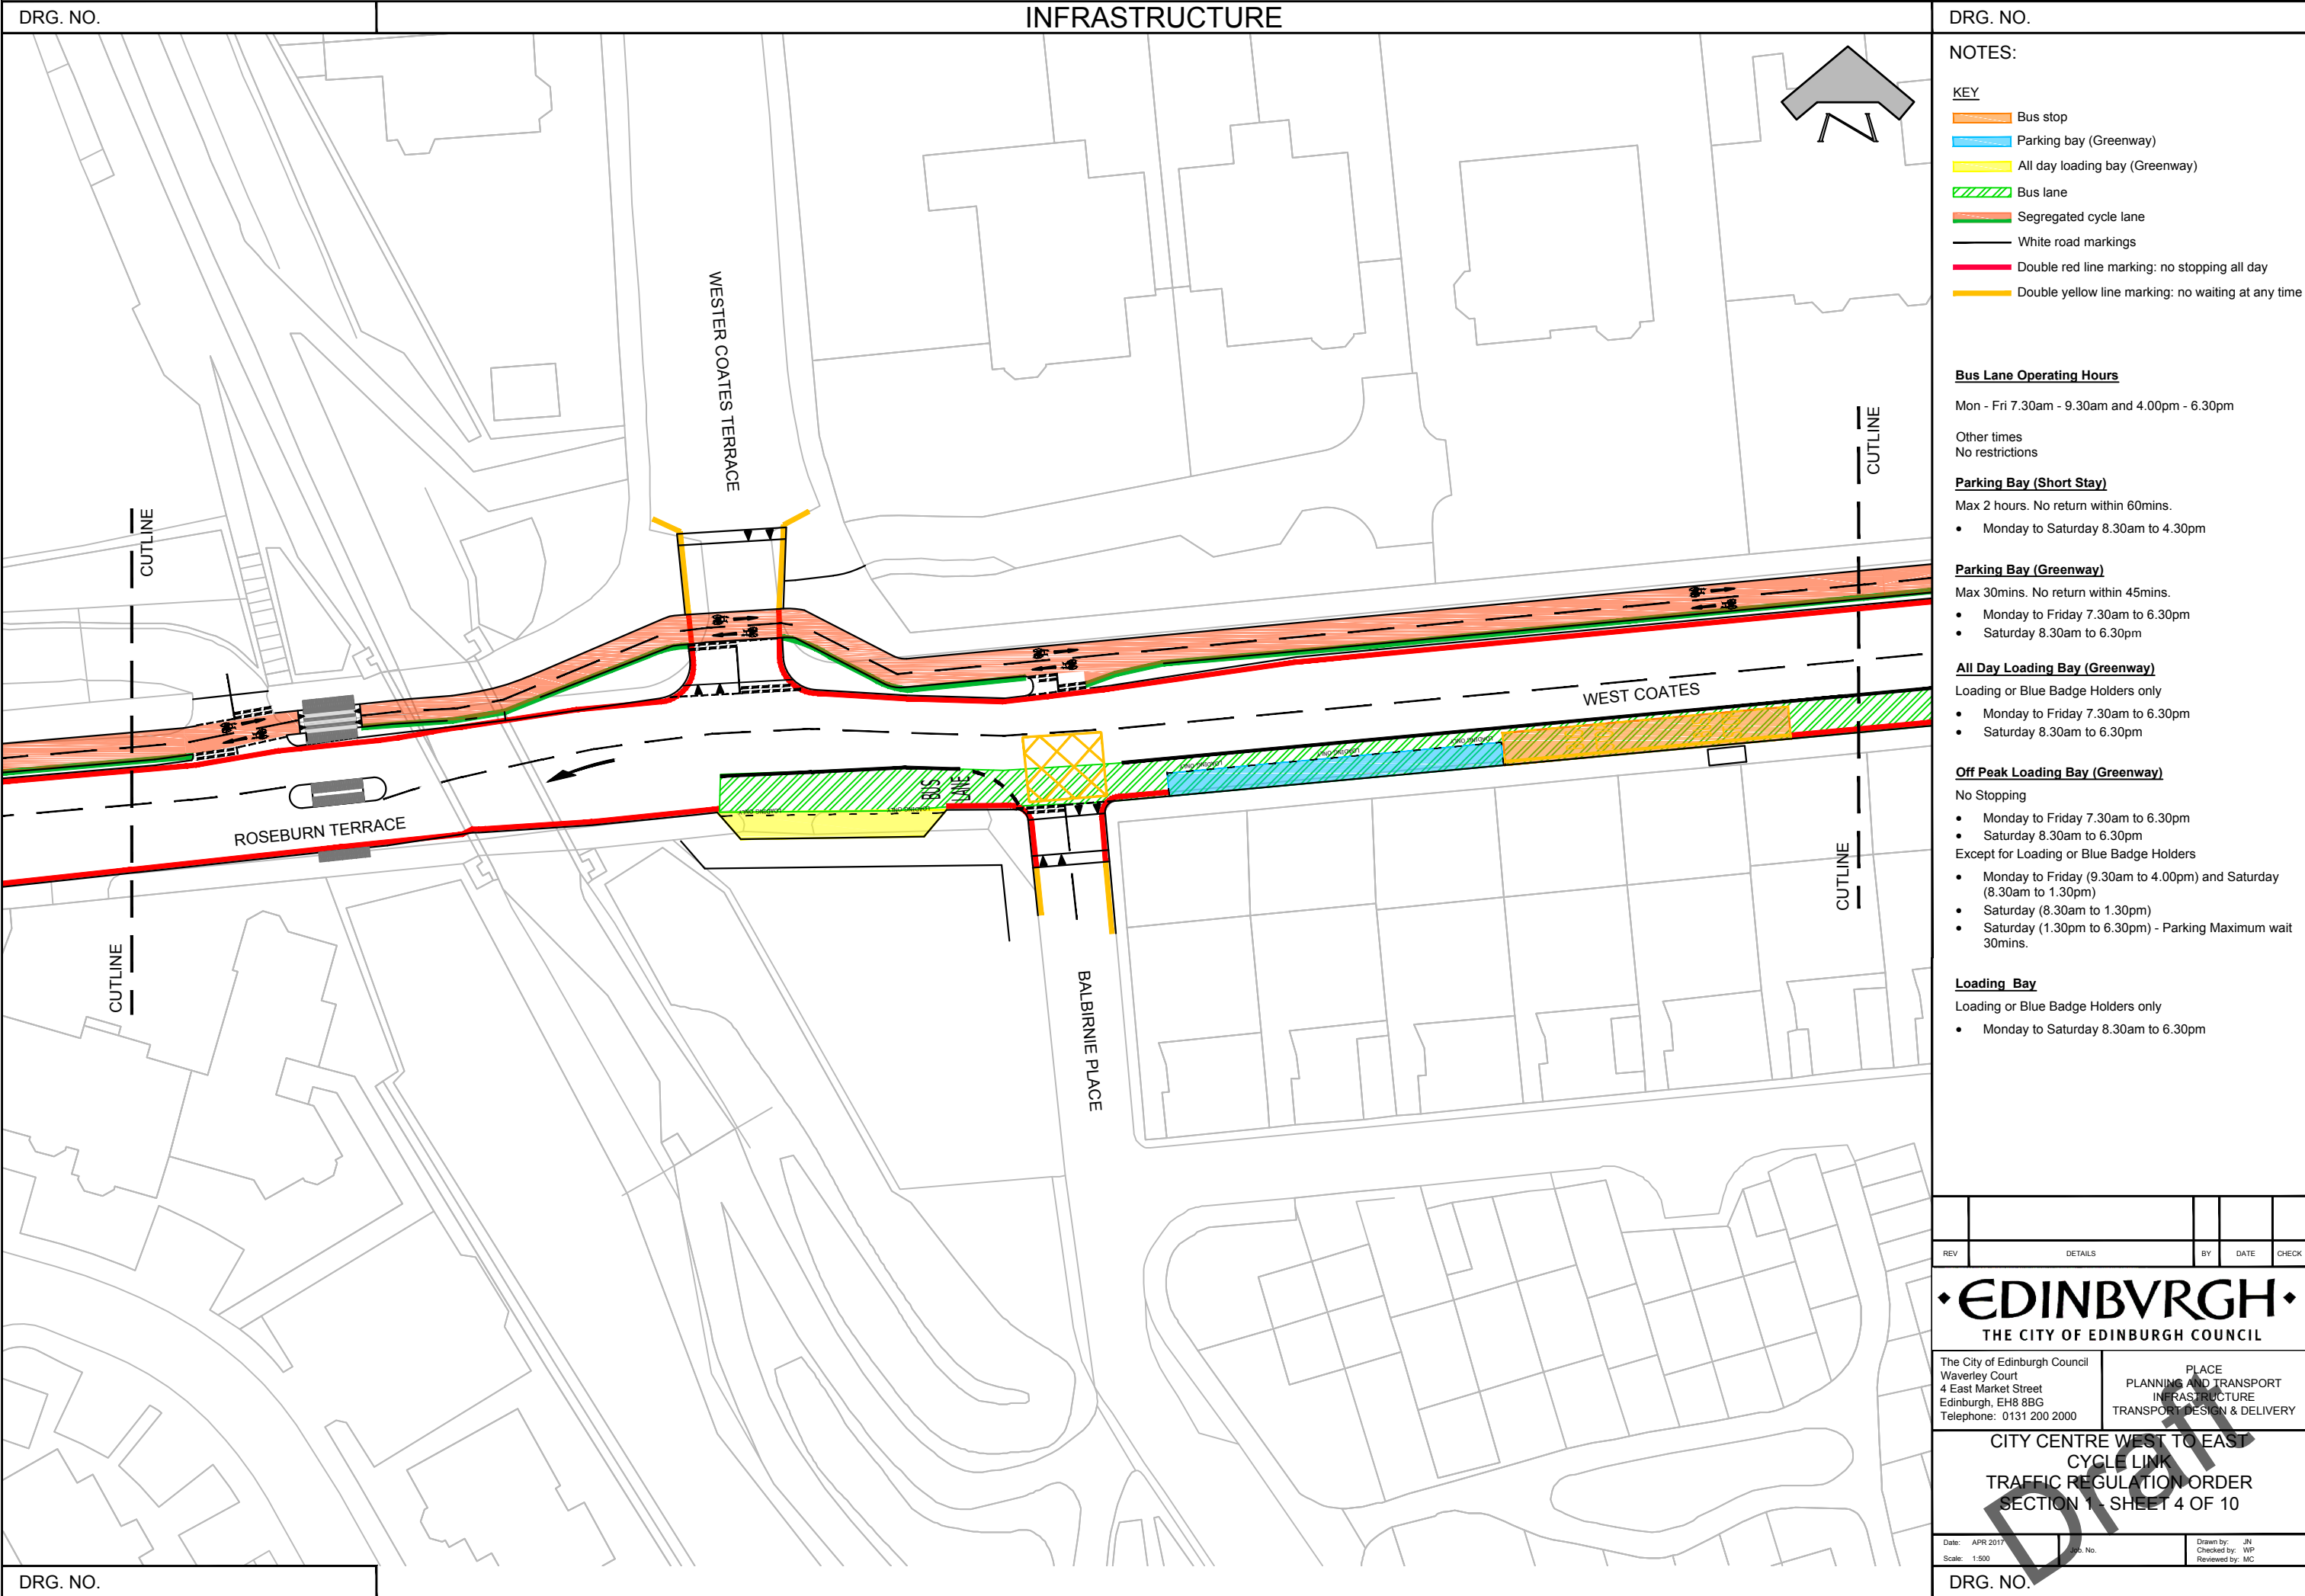 DRG. NO.
INFRASTRUCTURE
DRG. NO.
NOTES:
KEY
Bus stop
Parking bay (Greenway)
All day loading bay (Greenway)
Bus lane
Segregated cycle lane
White road markings
Double red line marking: no stopping all day
Double yellow line marking: no waiting at any time
Bus Lane Operating Hours
Mon - Fri 7.30am - 9.30am and 4.00pm - 6.30pm
Other times
No restrictions
Parking Bay (Short Stay)
Max 2 hours. No return within 60mins.
• Monday to Saturday 8.30am to 4.30pm
Parking Bay (Greenway)
Max 30mins. No return within 45mins.
• Monday to Friday 7.30am to 6.30pm
• Saturday 8.30am to 6.30pm
All Day Loading Bay (Greenway)
Loading or Blue Badge Holders only
• Monday to Friday 7.30am to 6.30pm
• Saturday 8.30am to 6.30pm
Off Peak Loading Bay (Greenway)
No Stopping
• Monday to Friday 7.30am to 6.30pm
• Saturday 8.30am to 6.30pm
Except for Loading or Blue Badge Holders
• Monday to Friday (9.30am to 4.00pm) and Saturday
(8.30am to 1.30pm)
• Saturday (8.30am to 1.30pm)
• Saturday (1.30pm to 6.30pm) - Parking Maximum wait
30mins.
Loading Bay
Loading or Blue Badge Holders only
• Monday to Saturday 8.30am to 6.30pm
WESTER COATES TERRACE
CUTLINE
CUTLINE
WEST COATES
LOADING ONLY
LOADING ONLY
LOADING ONLY
BUS
LANE
LOADING ONLY
LOADING ONLY
ROSEBURN TERRACE
CUTLINE
CUTLINE
BALBIRNIE PLACE
REV
DETAILS
BY
DATE
CHECK
EDINBVRGH
THE CITY OF EDINBURGH COUNCIL
The City of Edinburgh Council
Waverley Court
4 East Market Street
Edinburgh, EH8 8BG
Telephone: 0131 200 2000
PLACE
PLANNING AND TRANSPORT
INFRASTRUCTURE
TRANSPORT DESIGN & DELIVERY
CITY CENTRE WEST TO EAST
CYCLE LINK
TRAFFIC REGULATION ORDER
SECTION 1 - SHEET 4 OF 10
Draft
Date: APR 2017
Scale: 1:500
Job. No.
Drawn by: JN
Checked by: WP
Reviewed by: MC
DRG. NO.
DRG. NO.